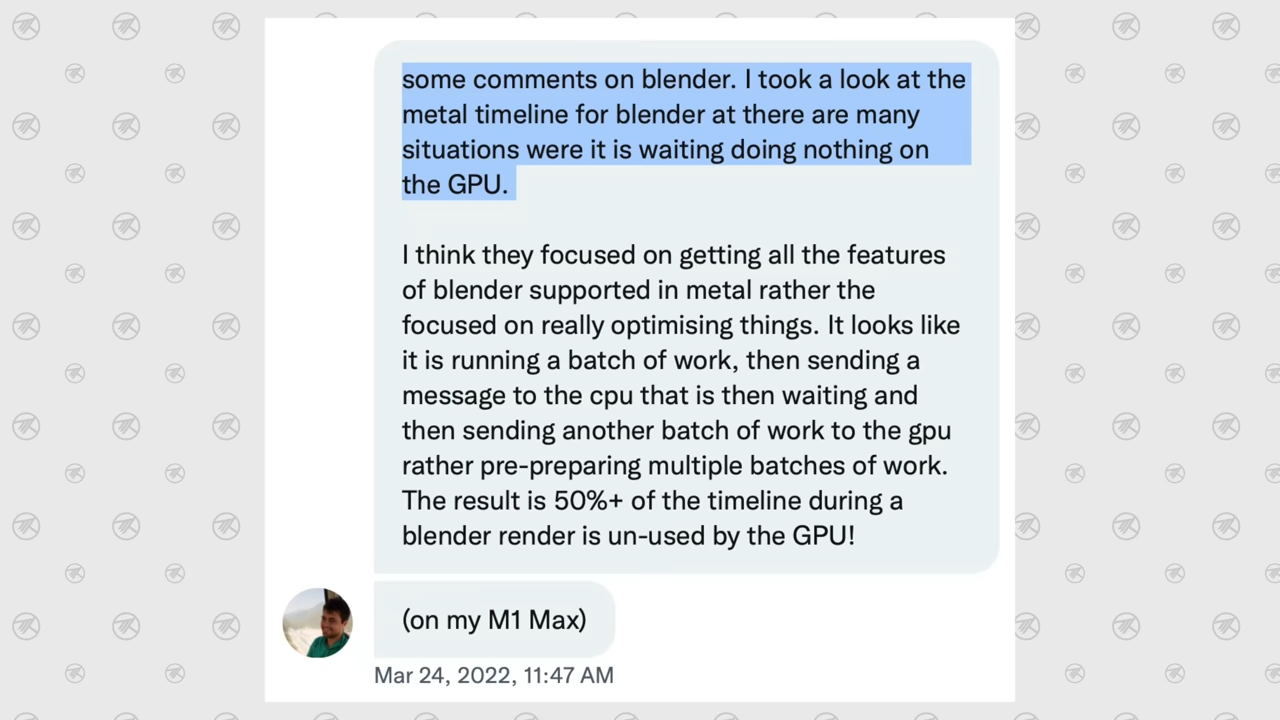 some comments on blender. I took a look at the
metal timeline for blender at there are many
situations were it is waiting doing nothing on
the GPU.
I think they focused on getting all the features
of blender supported in metal rather the
focused on really optimising things. It looks like
it is running a batch of work, then sending a
message to the cpu that is then waiting and
then sending another batch of work to the gpu
rather pre-preparing multiple batches of work.
The result is 50%+ of the timeline during a
blender render is un-used by the GPU!
(on my M1 Max)
Mar 24, 2022, 11:47 AM